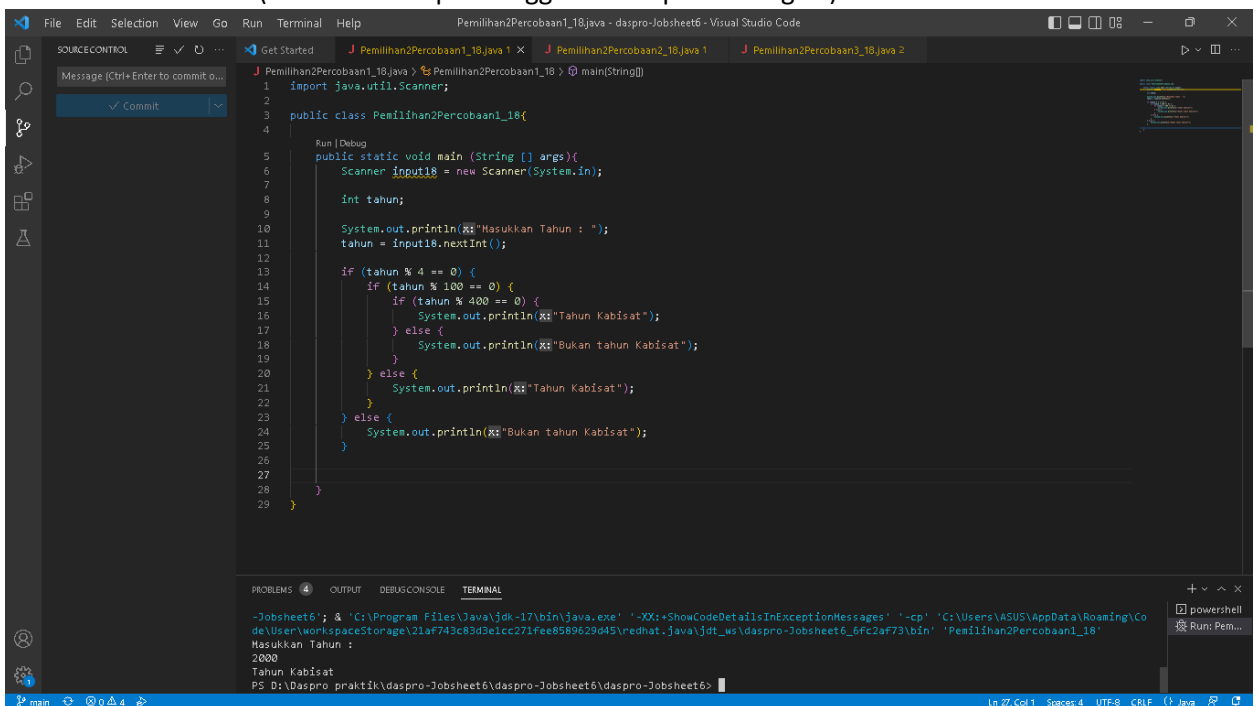 File Edit Selection View Go Run Terminal Help Pemilihan2Percobaan1_18.java - daspro-Jobsheet6 - Visual Studio Code
SOURCE CONTROL
Message (Ctrl+Enter to commit o...
Commit
Get Started J Pemilihan2Percobaan1_18.java 1 J Pemilihan2Percobaan2_18.java 1 J Pemilihan2Percobaan3_18.java 2
J Pemilihan2Percobaan1_18.java > Pemilihan2Percobaan1_18 > main(String[])
1 import java.util.Scanner;
2
3 public class Pemilihan2Percobaan1_18{
4
Run | Debug
5 public static void main (String [] args){
6 Scanner input18 = new Scanner(System.in);
7
8 int tahun;
9
10 System.out.println(x:"Masukkan Tahun : ");
11 tahun = input18.nextInt();
12
13 if (tahun % 4 == 0) {
14 if (tahun % 100 == 0) {
15 if (tahun % 400 == 0) {
16 System.out.println(x:"Tahun Kabisat");
17 } else {
18 System.out.println(x:"Bukan tahun Kabisat");
19 }
20 } else {
21 System.out.println(x:"Tahun Kabisat");
22 }
23 } else {
24 System.out.println(x:"Bukan tahun Kabisat");
25 }
26
27
28 }
29 }
PROBLEMS 4 OUTPUT DEBUG CONSOLE TERMINAL
powershell
Run: Pem...
-Jobsheet6'; & 'C:\Program Files\Java\jdk-17\bin\java.exe' '-XX:+ShowCodeDetailsInExceptionMessages' '-cp' 'C:\Users\ASUS\AppData\Roaming\Co
de\User\workspaceStorage\21af743c83d3e1cc271fee8589629d45\redhat.java\jdt_ws\daspro-Jobsheet6_6fc2af73\bin' 'Pemilihan2Percobaan1_18'
Masukkan Tahun :
2000
Tahun Kabisat
PS D:\Daspro praktik\daspro-Jobsheet6\daspro-Jobsheet6\daspro-Jobsheet6>
main 0 4 Ln 27, Col 1 Spaces: 4 UTF-8 CRLF {} Java